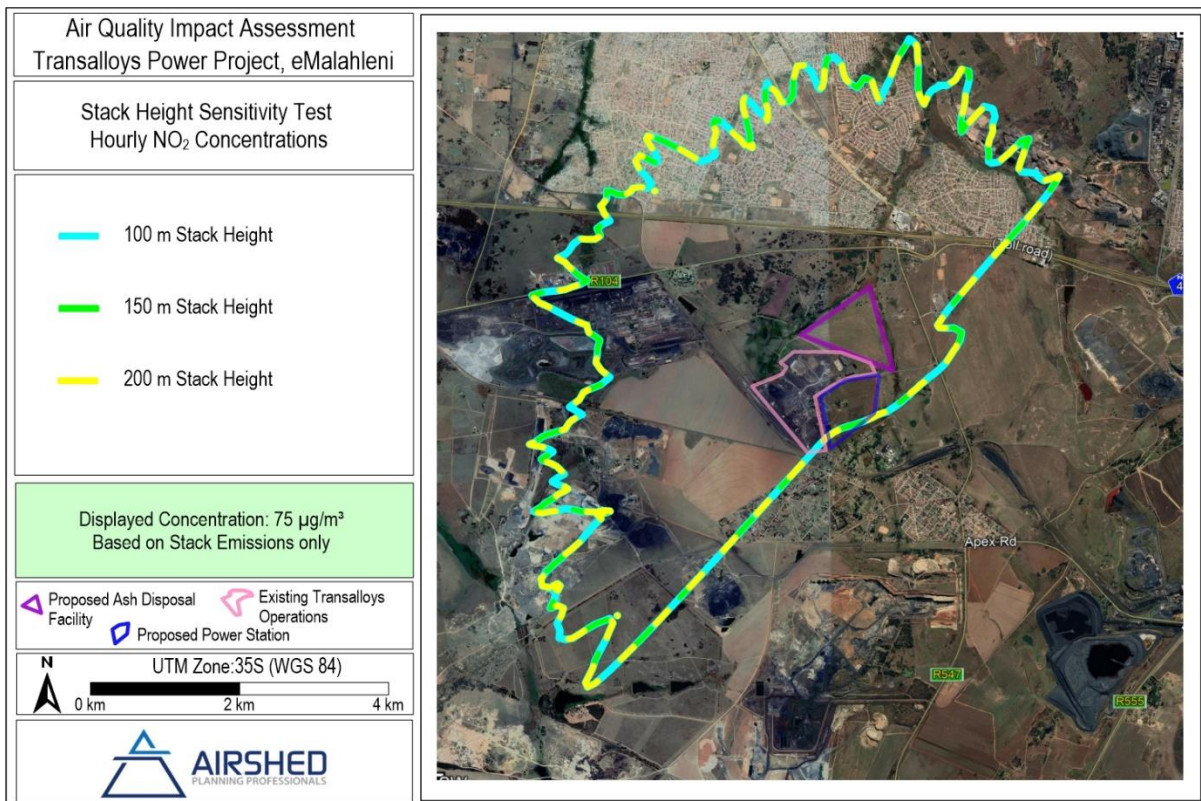 Air Quality Impact Assessment
Transalloys Power Project, eMalahleni
Stack Height Sensitivity Test
Hourly NO₂ Concentrations
100 m Stack Height
150 m Stack Height
200 m Stack Height
Displayed Concentration: 75 µg/m³
Based on Stack Emissions only
Proposed Ash Disposal
Facility
Existing Transalloys
Operations
Proposed Power Station
N
UTM Zone:35S (WGS 84)
0 km
2 km
4 km
AIRSHED
PLANNING PROFESSIONALS
R104
(Toll road)
4
Apex Rd
R547
R555